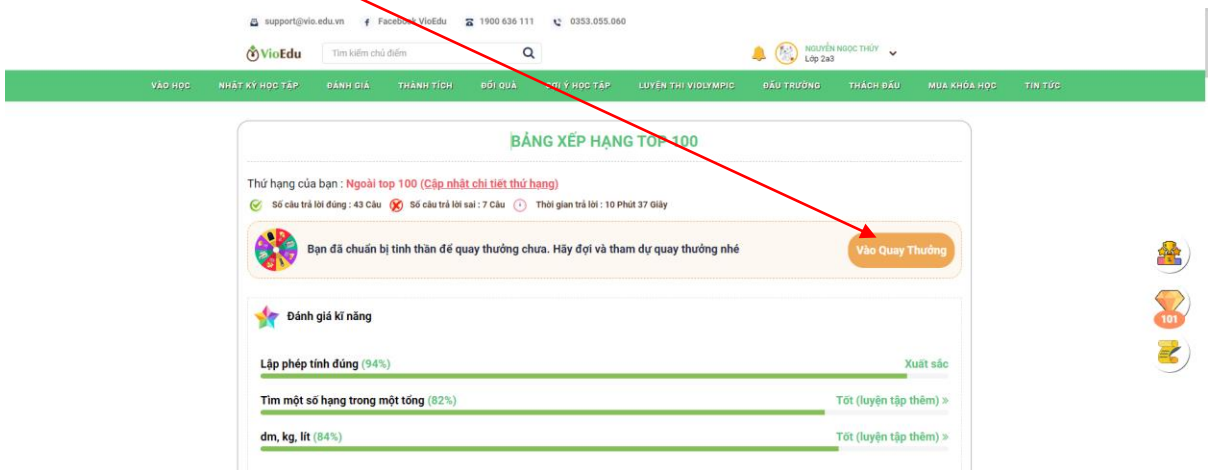 support@vio.edu.vn Facebook VioEdu 1900 636 111 0353.055.060
VioEdu Tìm kiếm chủ điểm NGUYỄN NGỌC THÚY
Lớp 2a3
VÀO HỌC NHẬT KÝ HỌC TẬP ĐÁNH GIÁ THÀNH TÍCH ĐỔI QUÀ GỢI Ý HỌC TẬP LUYỆN THI VIOLYMPIC ĐẤU TRƯỜNG THÁCH ĐẤU MUA KHÓA HỌC TIN TỨC
BẢNG XẾP HẠNG TOP 100
Thứ hạng của bạn : Ngoài top 100 (Cập nhật chi tiết thứ hạng)
Số câu trả lời đúng : 43 Câu Số câu trả lời sai : 7 Câu Thời gian trả lời : 10 Phút 37 Giây
Bạn đã chuẩn bị tinh thần để quay thưởng chưa. Hãy đợi và tham dự quay thưởng nhé Vào Quay Thưởng
Đánh giá kĩ năng
101
Lập phép tính đúng (94%) Xuất sắc
Tìm một số hạng trong một tổng (82%) Tốt (luyện tập thêm) »
dm, kg, lít (84%) Tốt (luyện tập thêm) »